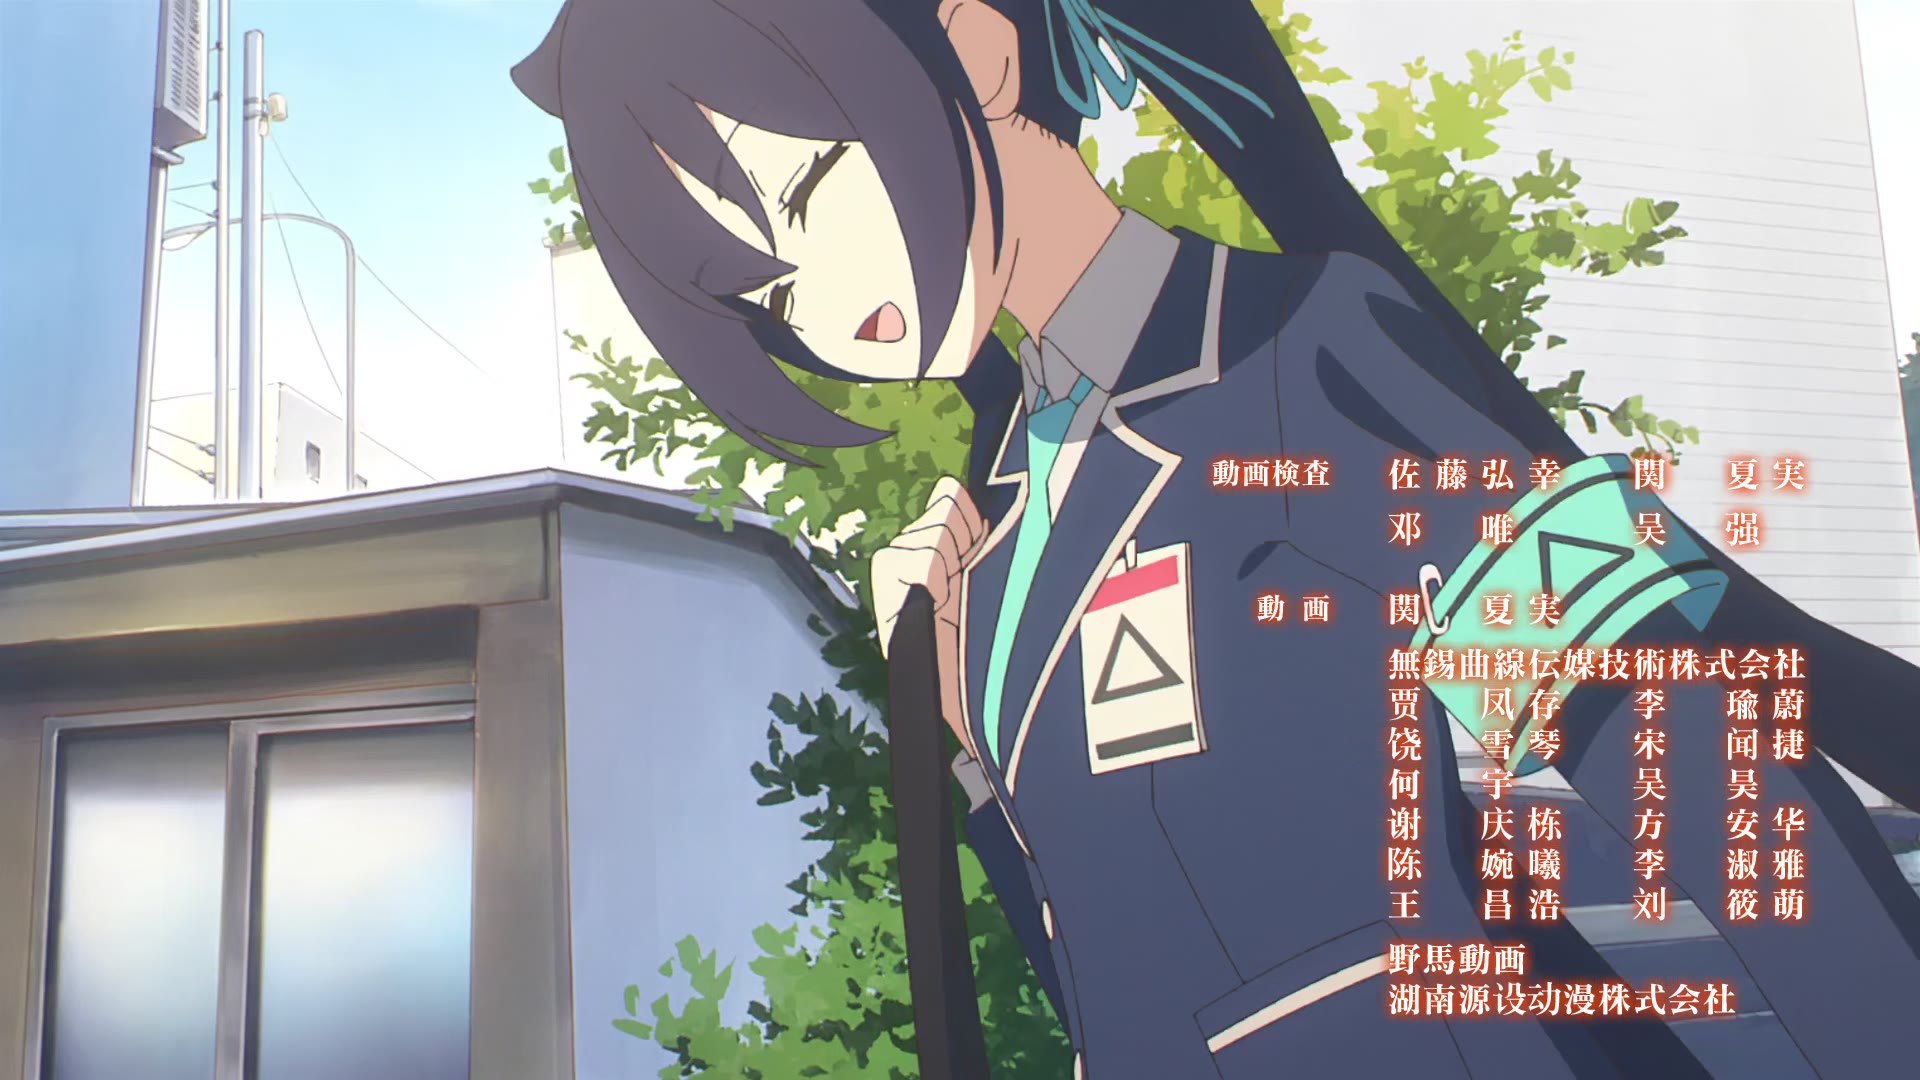 動画検査 佐藤弘幸 関夏実
邓唯 吴强
動画 関夏実
無錫曲線伝媒技術株式会社
贾凤存 李瑜蔚
饶雪琴 宋闻捷
何宇 吴昊
谢庆栋 方安华
陈婉曦 李淑雅
王昌浩 刘筱萌
野馬動画
湖南源设动漫株式会社